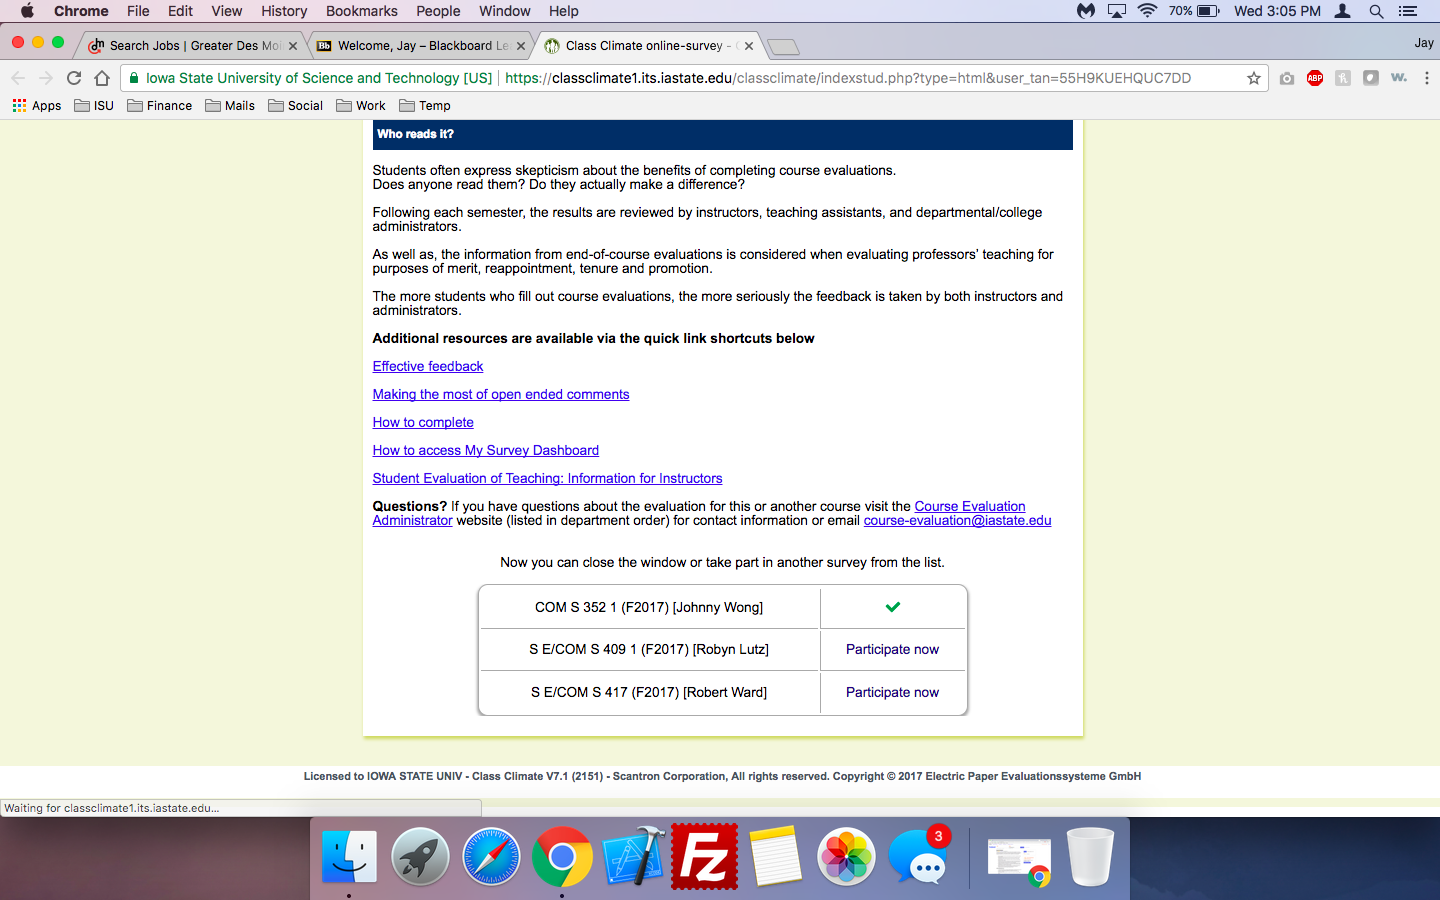 Chrome File Edit View History Bookmarks People Window Help 70% Wed 3:05 PM
Search Jobs | Greater Des Moi
Welcome, Jay – Blackboard Le
Class Climate online-survey -
Jay
Iowa State University of Science and Technology [US] https://classclimate1.its.iastate.edu/classclimate/indexstud.php?type=html&user_tan=55H9KUEHQUC7DD
ABP
w.
Apps ISU Finance Mails Social Work Temp
Who reads it?
Students often express skepticism about the benefits of completing course evaluations.
Does anyone read them? Do they actually make a difference?
Following each semester, the results are reviewed by instructors, teaching assistants, and departmental/college
administrators.
As well as, the information from end-of-course evaluations is considered when evaluating professors' teaching for
purposes of merit, reappointment, tenure and promotion.
The more students who fill out course evaluations, the more seriously the feedback is taken by both instructors and
administrators.
Additional resources are available via the quick link shortcuts below
Effective feedback
Making the most of open ended comments
How to complete
How to access My Survey Dashboard
Student Evaluation of Teaching: Information for Instructors
Questions? If you have questions about the evaluation for this or another course visit the Course Evaluation
Administrator website (listed in department order) for contact information or email course-evaluation@iastate.edu
Now you can close the window or take part in another survey from the list.
COM S 352 1 (F2017) [Johnny Wong]
S E/COM S 409 1 (F2017) [Robyn Lutz] Participate now
S E/COM S 417 (F2017) [Robert Ward] Participate now
Licensed to IOWA STATE UNIV - Class Climate V7.1 (2151) - Scantron Corporation, All rights reserved. Copyright © 2017 Electric Paper Evaluationssysteme GmbH
Waiting for classclimate1.its.iastate.edu...
Fz
3